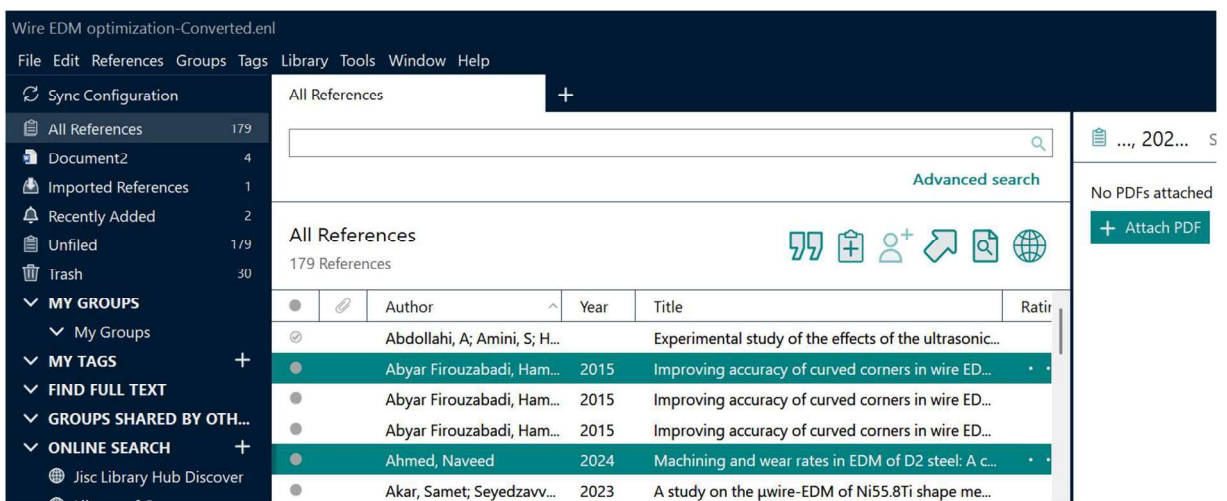 Wire EDM optimization-Converted.enl
File Edit References Groups Tags Library Tools Window Help
Sync Configuration
All References 179
Document2 4
Imported References 1
Recently Added 2
Unfiled 179
Trash 30
MY GROUPS
My Groups
MY TAGS +
FIND FULL TEXT
GROUPS SHARED BY OTH...
ONLINE SEARCH +
Jisc Library Hub Discover
All References +
Advanced search
All References
179 References
Author Year Title
Abdollahi, A; Amini, S; H... Experimental study of the effects of the ultrasonic...
Abyar Firouzabadi, Ham... 2015 Improving accuracy of curved corners in wire ED...
Abyar Firouzabadi, Ham... 2015 Improving accuracy of curved corners in wire ED...
Abyar Firouzabadi, Ham... 2015 Improving accuracy of curved corners in wire ED...
Ahmed, Naveed 2024 Machining and wear rates in EDM of D2 steel: A c...
Akar, Samet; Seyedzavv... 2023 A study on the μwire-EDM of Ni55.8Ti shape me...
..., 202... S
No PDFs attached
+ Attach PDF